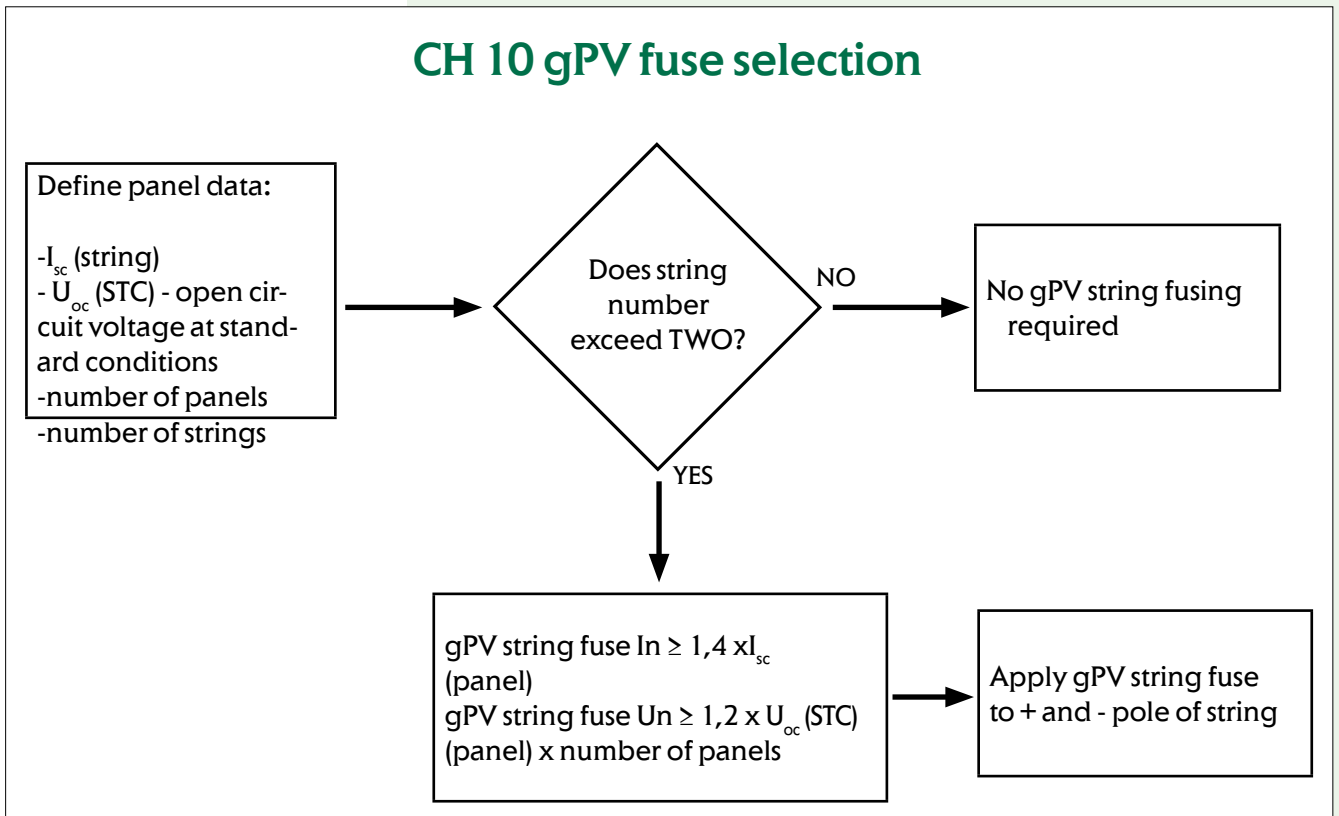 CH 10 gPV fuse selection
Define panel data:
-Isc (string)
- Uoc (STC) - open cir-
cuit voltage at stand-
ard conditions
-number of panels
-number of strings
Does string
number
exceed TWO?
NO
No gPV string fusing
required
YES
gPV string fuse In ≥ 1,4 xIsc
(panel)
gPV string fuse Un ≥ 1,2 x Uoc (STC)
(panel) x number of panels
Apply gPV string fuse
to + and - pole of string